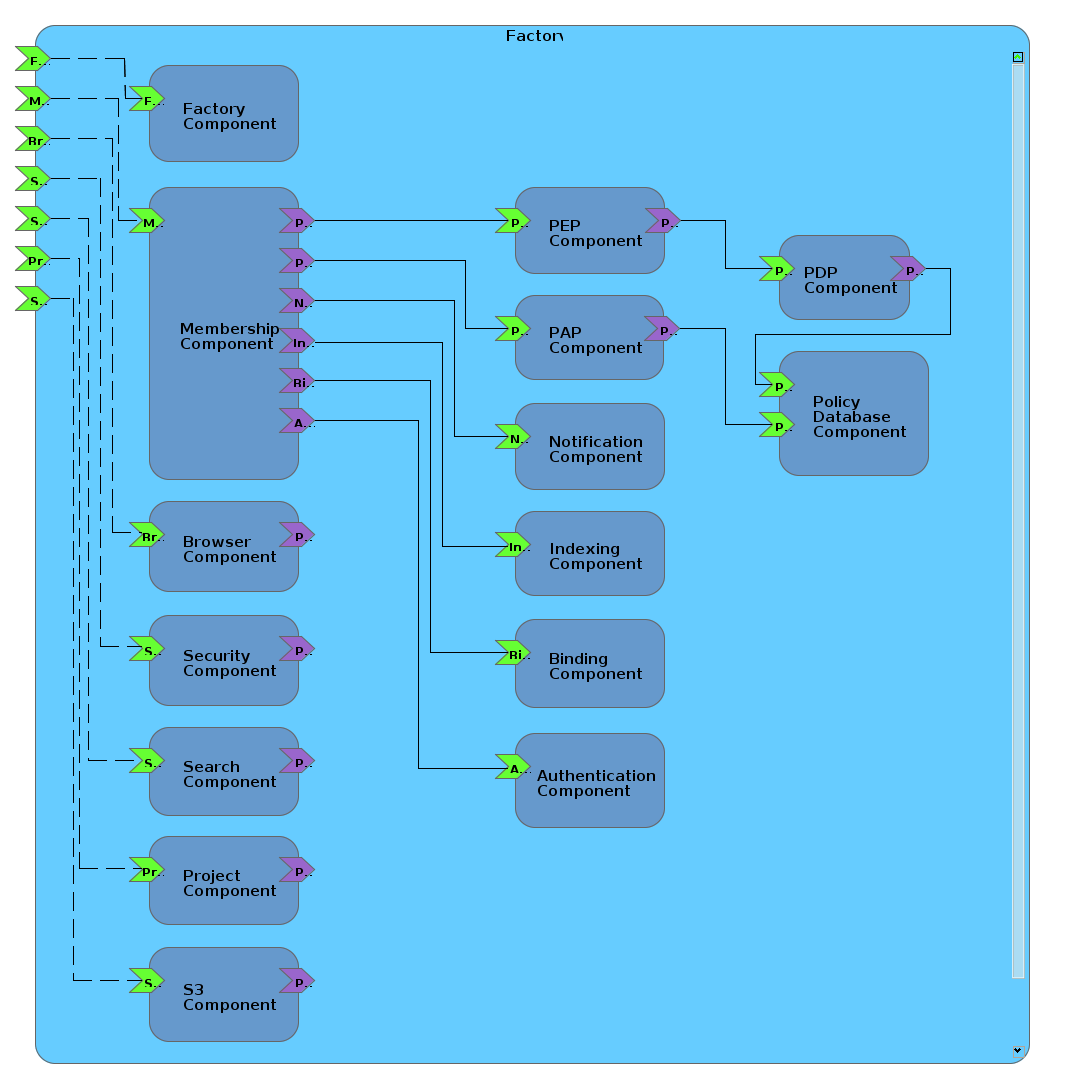 Factory
F..
M..
Br..
S..
S..
Pr..
S..
F..
Factory
Component
M..
P..
P..
N..
In..
Bi..
A..
Membership
Component
P..
PEP
Component
P..
P..
PDP
Component
P..
P..
PAP
Component
P..
P..
P..
Policy
Database
Component
N..
Notification
Component
In..
Indexing
Component
Bi..
Binding
Component
A..
Authentication
Component
Br..
Browser
Component
P..
S..
Security
Component
P..
S..
Search
Component
P..
Pr..
Project
Component
P..
S..
S3
Component
P..